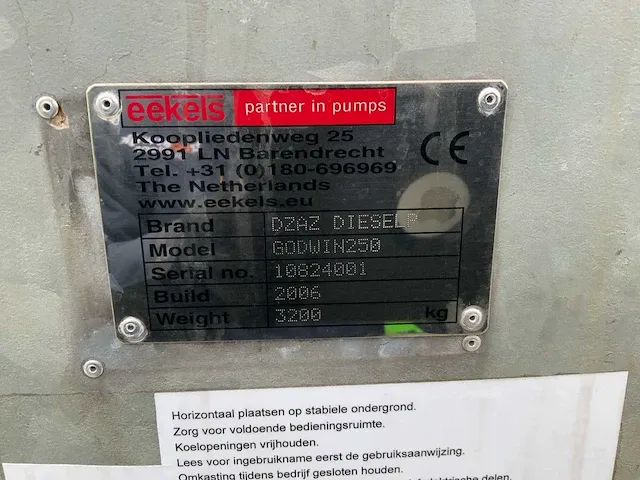 eekels partner in pumps
Koopliedenweg 25
2991 LN Barendrecht
Tel. +31 (0)180-696969
The Netherlands
www.eekels.eu
CE
Brand DZAZ DIESELP
Model GODWIN250
Serial no. 10824001
Build 2006
Weight 3200 kg
Horizontaal plaatsen op stabiele ondergrond.
Zorg voor voldoende bedieningsruimte.
Koelopeningen vrijhouden.
Lees voor ingebruikname eerst de gebruiksaanwijzing.
Omkasting tijdens bedrijf gesloten houden.
elektrische delen.